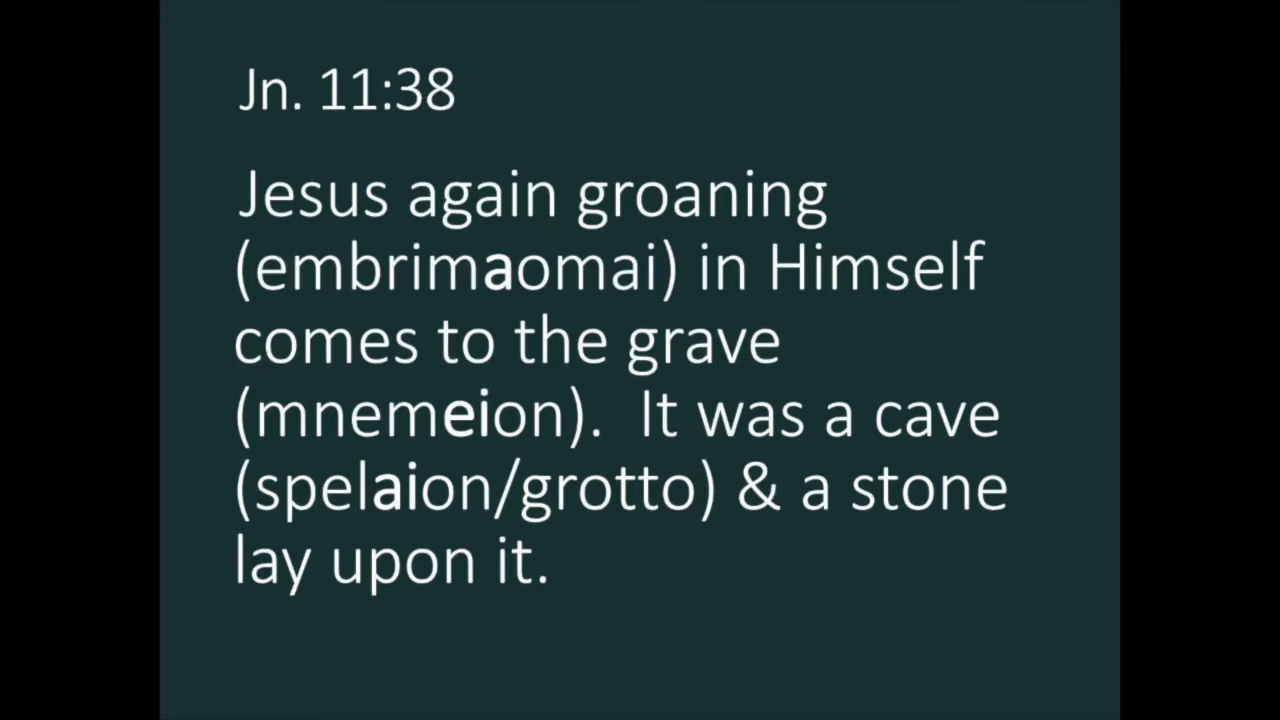 Jn. 11:38
Jesus again groaning
(embrimaomai) in Himself
comes to the grave
(mnemeion).  It was a cave
(spelaion/grotto) & a stone
lay upon it.